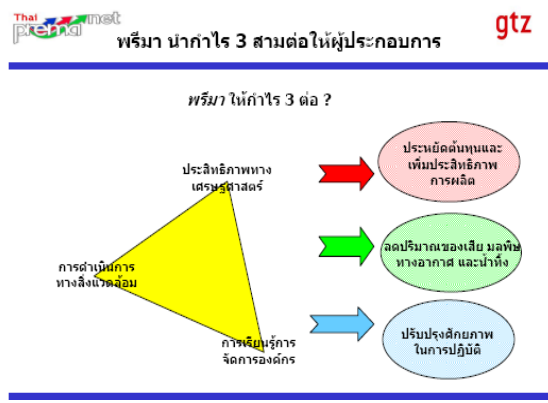 Thai
prema net
gtz
พรีมา นำกำไร 3 สามต่อให้ผู้ประกอบการ
พรีมา ให้กำไร 3 ต่อ ?
ประสิทธิภาพทาง
เศรษฐศาสตร์
การดำเนินการ
ทางสิ่งแวดล้อม
การเรียนรู้การ
จัดการองค์กร
ประหยัดต้นทุนและ
เพิ่มประสิทธิภาพ
การผลิต
ลดปริมาณของเสีย มลพิษ
ทางอากาศ และน้ำทิ้ง
ปรับปรุงศักยภาพ
ในการปฏิบัติ